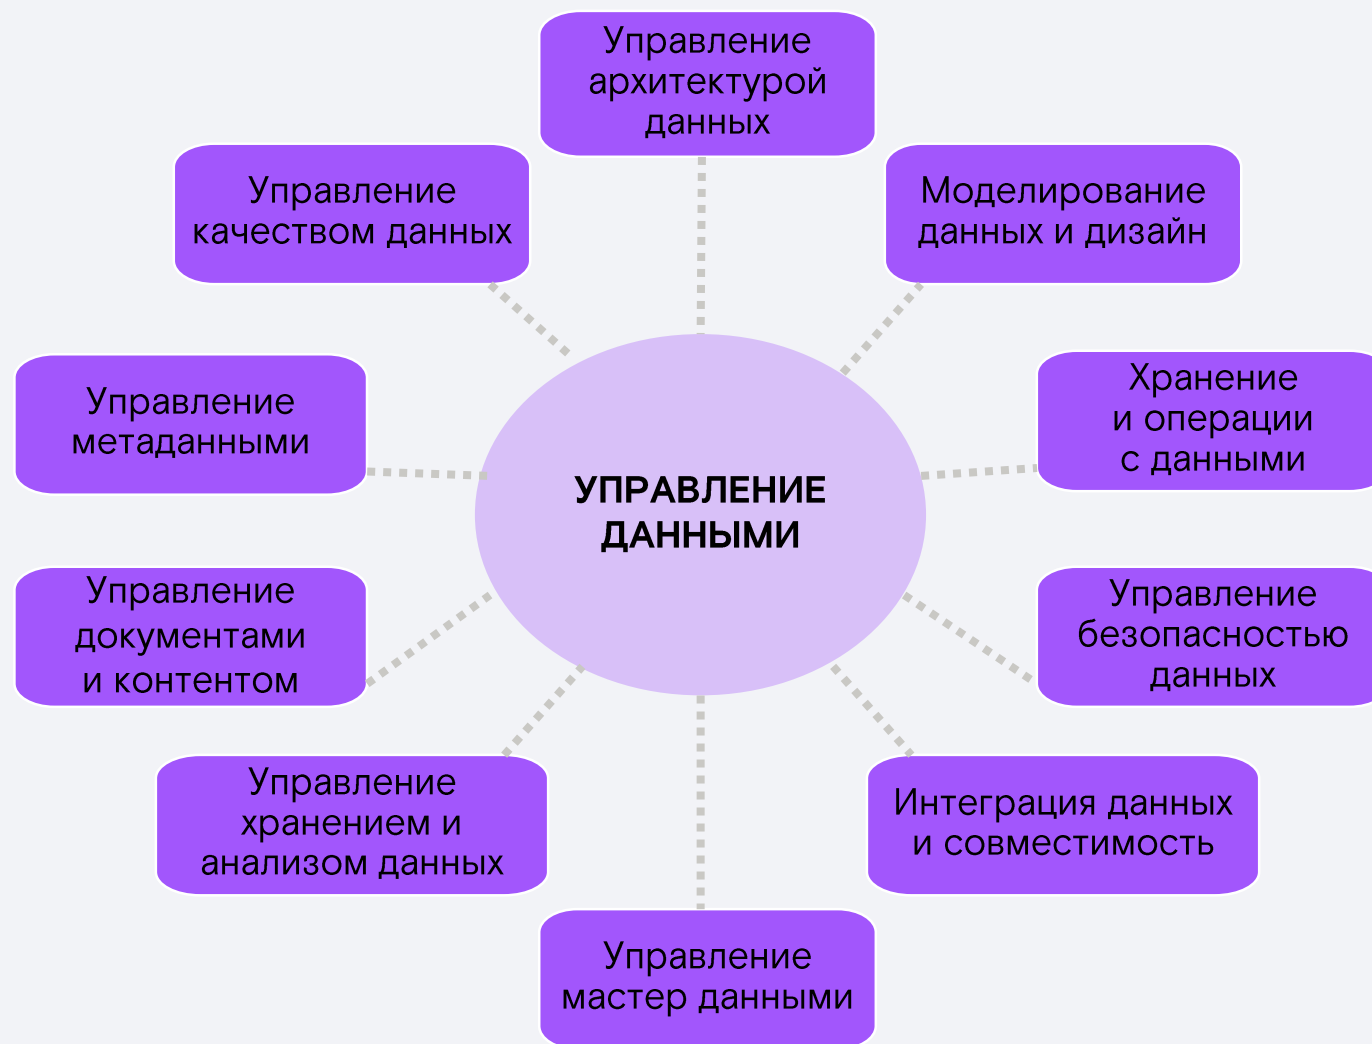 Управление
архитектурой
данных
Управление
качеством данных
Моделирование
данных и дизайн
Управление
метаданными
Хранение
и операции
с данными
УПРАВЛЕНИЕ
ДАННЫМИ
Управление
документами
и контентом
Управление
безопасностью
данных
Управление
хранением и
анализом данных
Интеграция данных
и совместимость
Управление
мастер данными